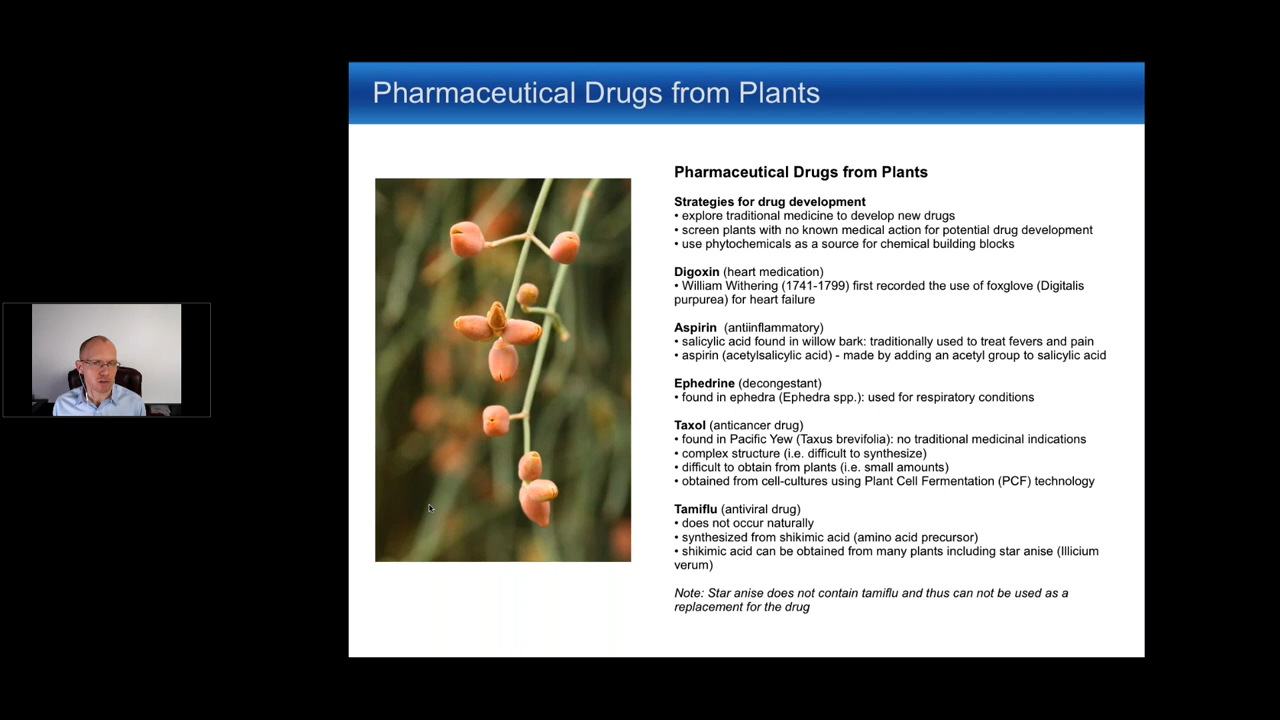 Pharmaceutical Drugs from Plants
Pharmaceutical Drugs from Plants
Strategies for drug development
• explore traditional medicine to develop new drugs
• screen plants with no known medical action for potential drug development
• use phytochemicals as a source for chemical building blocks
Digoxin (heart medication)
• William Withering (1741-1799) first recorded the use of foxglove (Digitalis
purpurea) for heart failure
Aspirin (antiinflammatory)
• salicylic acid found in willow bark: traditionally used to treat fevers and pain
• aspirin (acetylsalicylic acid) - made by adding an acetyl group to salicylic acid
Ephedrine (decongestant)
• found in ephedra (Ephedra spp.): used for respiratory conditions
Taxol (anticancer drug)
• found in Pacific Yew (Taxus brevifolia): no traditional medicinal indications
• complex structure (i.e. difficult to synthesize)
• difficult to obtain from plants (i.e. small amounts)
• obtained from cell-cultures using Plant Cell Fermentation (PCF) technology
Tamiflu (antiviral drug)
• does not occur naturally
• synthesized from shikimic acid (amino acid precursor)
• shikimic acid can be obtained from many plants including star anise (Illicium
verum)
Note: Star anise does not contain tamiflu and thus can not be used as a
replacement for the drug